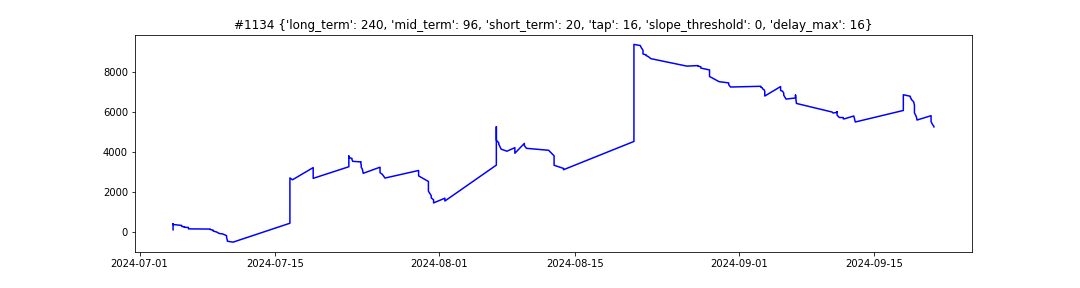 #1134 {'long_term': 240, 'mid_term': 96, 'short_term': 20, 'tap': 16, 'slope_threshold': 0, 'delay_max': 16}
8000
6000
4000
2000
0
2024-07-01 2024-07-15 2024-08-01 2024-08-15 2024-09-01 2024-09-15